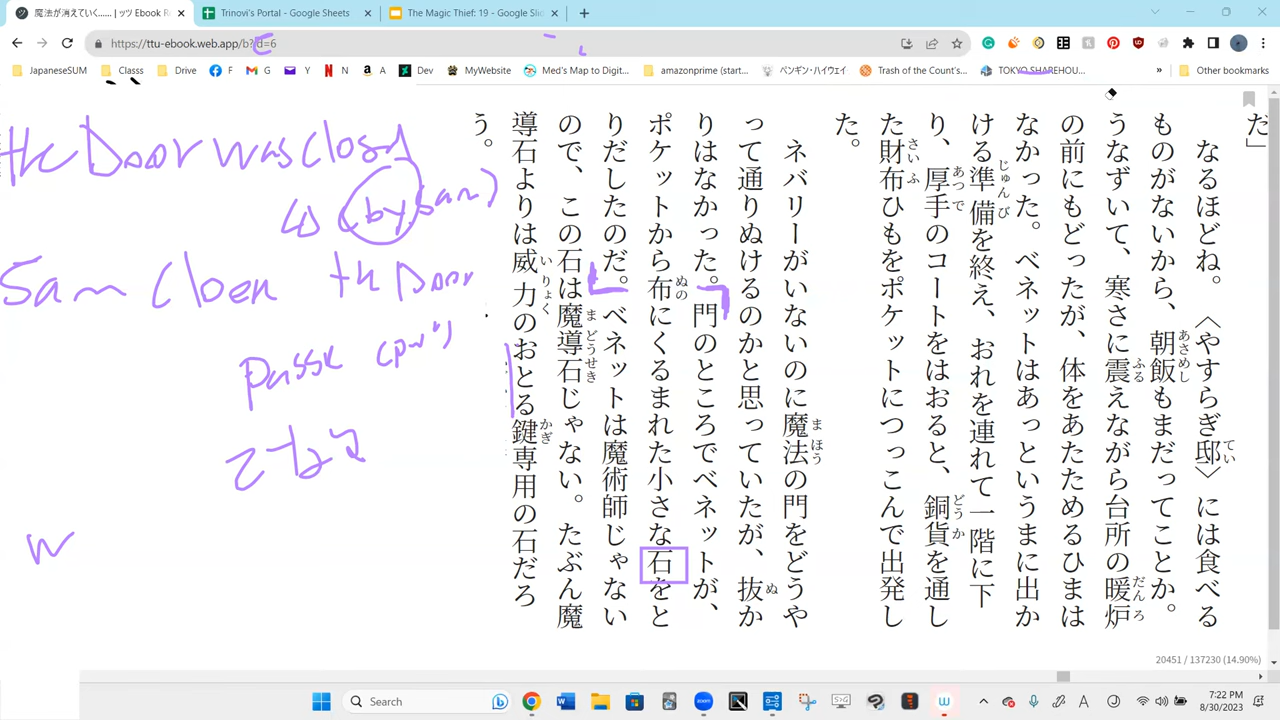 魔法が消えていく…… | ッツ Ebook R
Trinovi's Portal - Google Sheets
The Magic Thief: 19 - Google Sli
https://ttu-ebook.web.app/b?id=6
JapaneseSUM
Classs
Drive
F
G
Y
N
A
Dev
MyWebsite
Med's Map to Digit...
amazonprime (start...
ペンギン・ハイウェイ
Trash of the Count's...
TOKYO SHAREHOU...
»
Other bookmarks
た」
なるほどね。〈やすらぎ邸〉には食べる
ものがないから、朝飯もまだってことか。
うなずいて、寒さに震えながら台所の暖炉
の前にもどったが、体をあたためるひまは
なかった。ベネットはあっというまに出か
ける準備を終え、おれを連れて一階に下
り、厚手のコートをはおると、銅貨を通し
た財布ひもをポケットにつっこんで出発し
た。
ネバリーがいないのに魔法の門をどうや
って通りぬけるのかと思っていたが、抜か
りはなかった。門のところでベネットが、
ポケットから布にくるまれた小さな石をと
りだしたのだ。ベネットは魔術師じゃない
ので、この石は魔導石じゃない。たぶん魔
導石よりは威力のおとる鍵専用の石だろ
う。
the Door was closed
(by Sam)
Sam
the Door
W
20451 / 137230 (14.90%)
Search
7:22 PM
8/30/2023